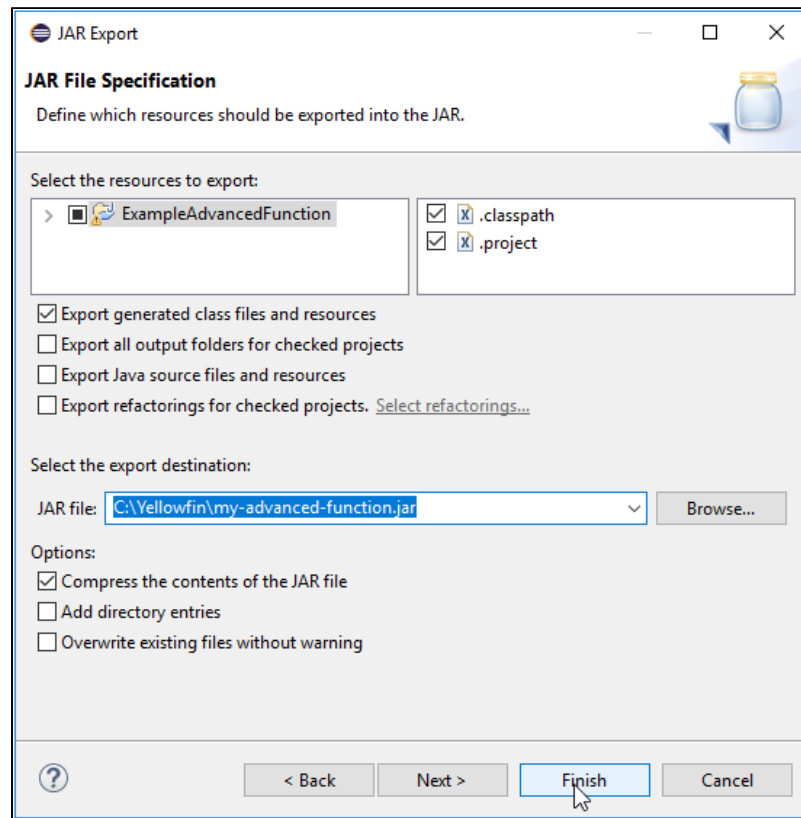 JAR Export
JAR File Specification
Define which resources should be exported into the JAR.
Select the resources to export:
ExampleAdvancedFunction
.classpath
.project
Export generated class files and resources
Export all output folders for checked projects
Export Java source files and resources
Export refactorings for checked projects. Select refactorings...
Select the export destination:
JAR file: C:\Yellowfin\my-advanced-function.jar Browse...
Options:
Compress the contents of the JAR file
Add directory entries
Overwrite existing files without warning
? < Back Next > Finish Cancel